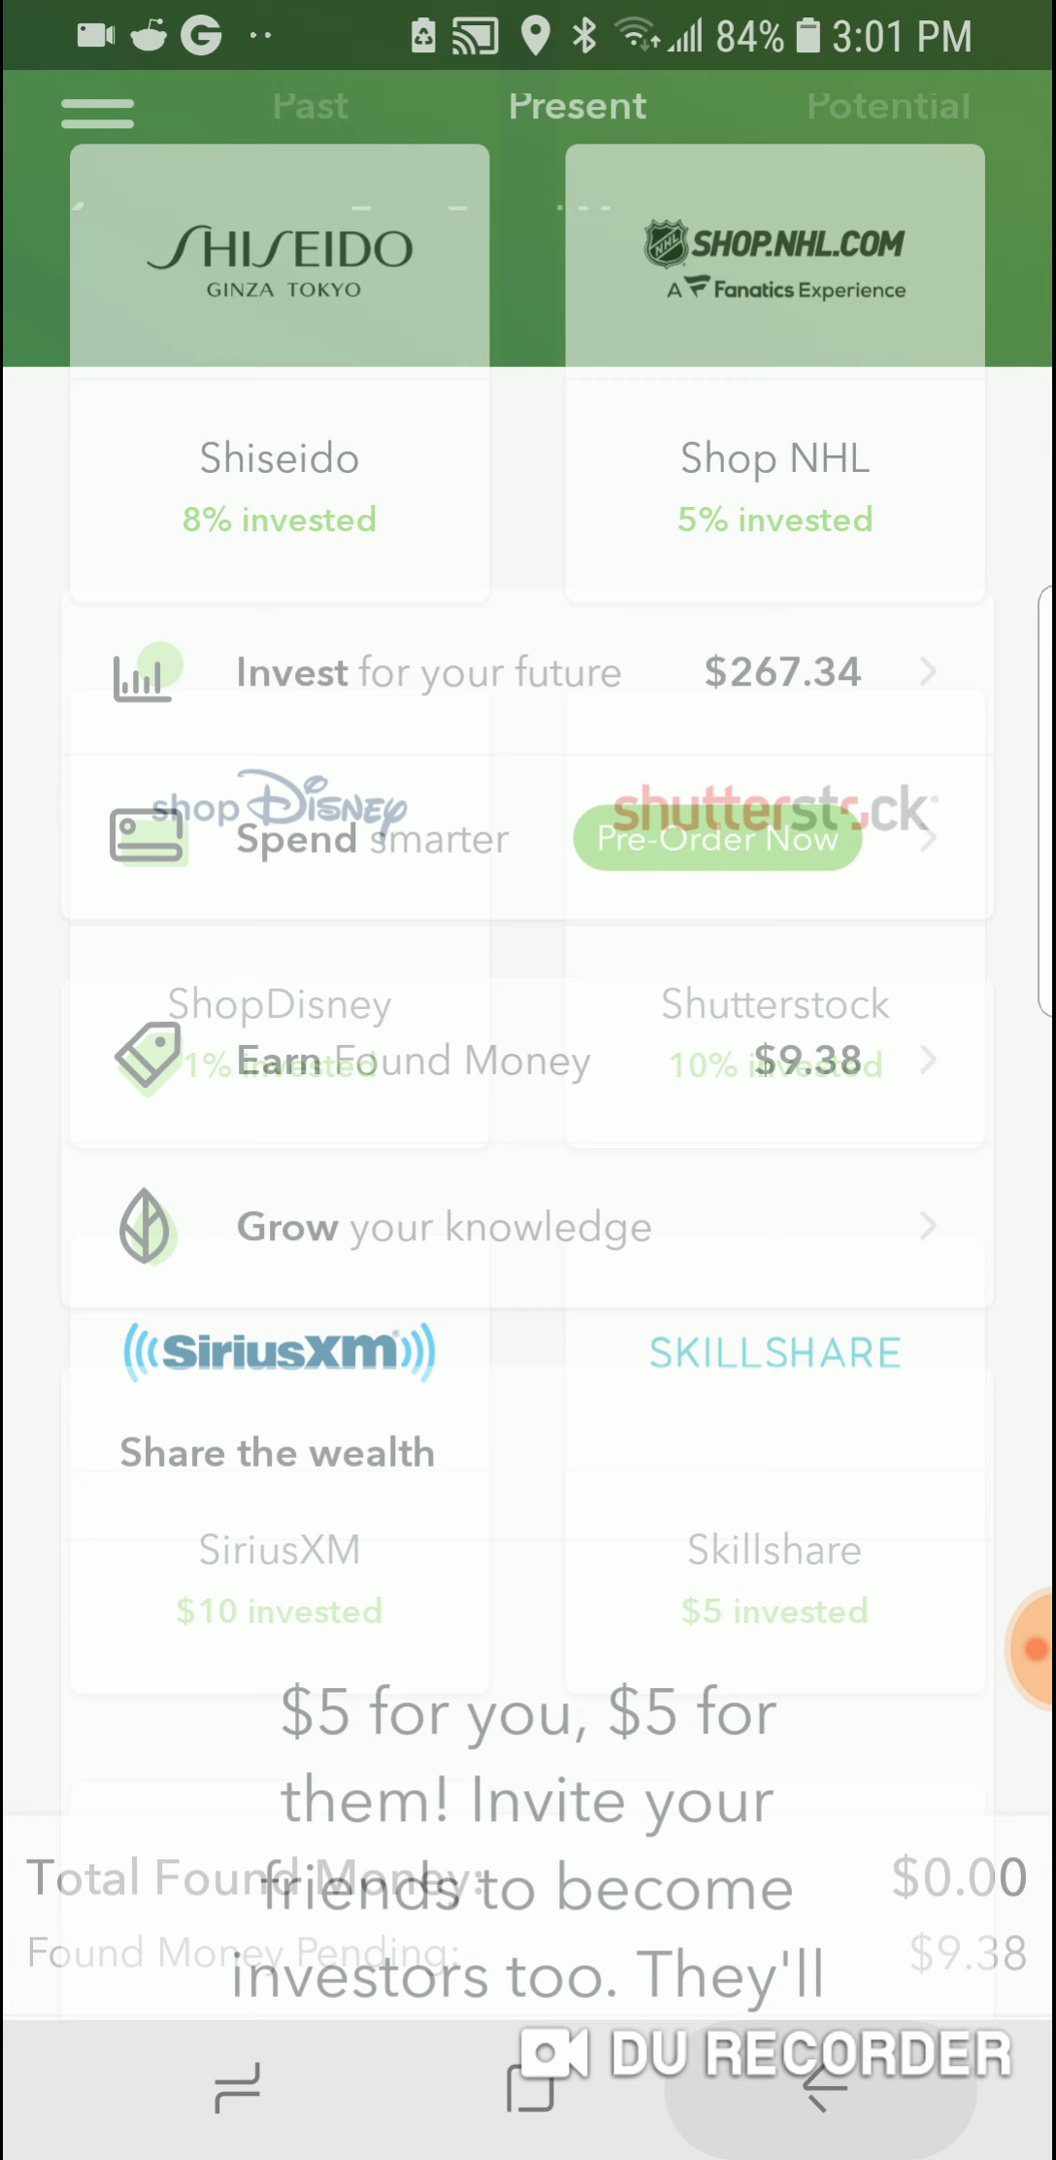 84% 3:01 PM
Past Present Potential
SHISEIDO
GINZA TOKYO
NHL SHOP.NHL.COM
A Fanatics Experience
Shiseido
8% invested
Shop NHL
5% invested
Invest for your future $267.34
shopDisney
shutterstock
Spend smarter Pre-Order Now
ShopDisney
Shutterstock
Earn Found Money $9.38
1% invested
10% invested
Grow your knowledge
SiriusXM
SKILLSHARE
Share the wealth
SiriusXM
$10 invested
Skillshare
$5 invested
$5 for you, $5 for
them! Invite your
friends to become
investors too. They'll
Total Found Money: $0.00
Found Money Pending: $9.38
DU RECORDER